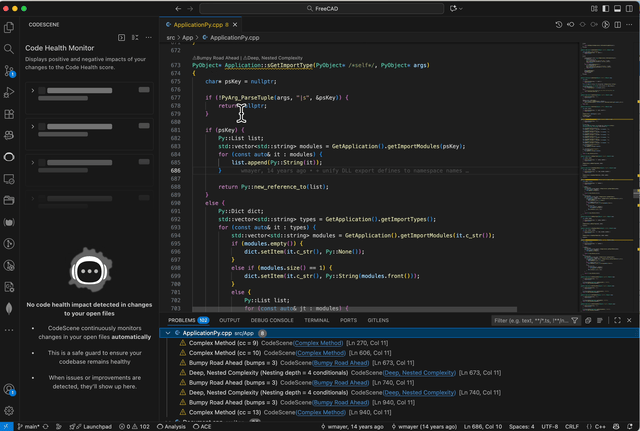 FreeCAD
CODESCENE
Code Health Monitor
Displays positive and negative impacts of your changes to the Code Health score.
No code health impact detected in changes to your open files
• CodeScene continuously monitors changes in your open files automatically
• This is a safe guard to ensure your codebase remains healthy
• When issues or improvements are detected, they'll show up here.
ApplicationPy.cpp 8
src > App > ApplicationPy.cpp
672
Bumpy Road Ahead | Deep, Nested Complexity
673 PyObject* Application::sGetImportType(PyObject* /*self*/, PyObject* args)
674 {
675 char* psKey = nullptr;
676
677 if (!PyArg_ParseTuple(args, "|s", &psKey)) {
678 return nullptr;
679 }
680
681 if (psKey) {
682 Py::List list;
683 std::vector<std::string> modules = GetApplication().getImportModules(psKey);
684 for (const auto& it : modules) {
685 list.append(Py::String(it));
686 } wmayer, 14 years ago • + unify DLL export defines to namespace names …
687
688 return Py::new_reference_to(list);
689 }
690 else {
691 Py::Dict dict;
692 std::vector<std::string> types = GetApplication().getImportTypes();
693 for (const auto& it : types) {
694 std::vector<std::string> modules = GetApplication().getImportModules(it.c_str());
695 if (modules.empty()) {
696 dict.setItem(it.c_str(), Py::None());
697 }
698 else if (modules.size() == 1) {
699 dict.setItem(it.c_str(), Py::String(modules.front()));
700 }
701 else {
702 Py::List list;
703 for (const auto& jt : modules) {
PROBLEMS 102 OUTPUT DEBUG CONSOLE TERMINAL PORTS GITLENS
Filter (e.g. text, **/*.ts, !**/n…
ApplicationPy.cpp src/App 8
Complex Method (cc = 9) CodeScene(Complex Method) [Ln 270, Col 11]
Complex Method (cc = 10) CodeScene(Complex Method) [Ln 606, Col 11]
Bumpy Road Ahead (bumps = 3) CodeScene(Bumpy Road Ahead) [Ln 673, Col 11]
Deep, Nested Complexity (Nesting depth = 4 conditionals) CodeScene(Deep, Nested Complexity) [Ln 673, Col 11]
Bumpy Road Ahead (bumps = 3) CodeScene(Bumpy Road Ahead) [Ln 740, Col 11]
Deep, Nested Complexity (Nesting depth = 4 conditionals) CodeScene(Deep, Nested Complexity) [Ln 740, Col 11]
Bumpy Road Ahead (bumps = 3) CodeScene(Bumpy Road Ahead) [Ln 940, Col 11]
Complex Method (cc = 13) CodeScene(Complex Method) [Ln 940, Col 11]
main* Launchpad 0 102 Analysis ACE wmayer, 14 years ago wmayer, 14 years ago Ln 686, Col 10 Spaces: 4 UTF-8 CRLF {} C++